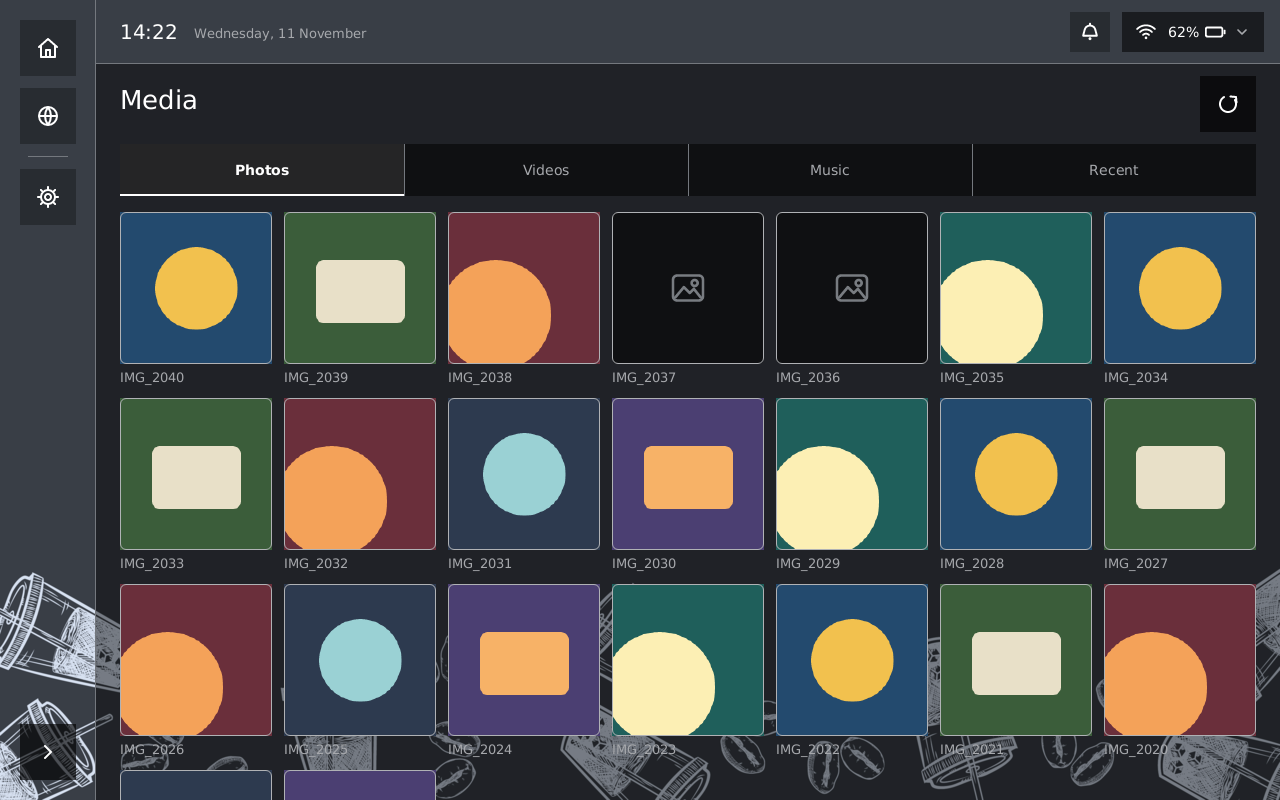 14:22 Wednesday, 11 November 62%
Media
Photos Videos Music Recent
IMG_2040 IMG_2039 IMG_2038 IMG_2037 IMG_2036 IMG_2035 IMG_2034
IMG_2033 IMG_2032 IMG_2031 IMG_2030 IMG_2029 IMG_2028 IMG_2027
IMG_2026 IMG_2025 IMG_2024 IMG_2023 IMG_2022 IMG_2021 IMG_2020